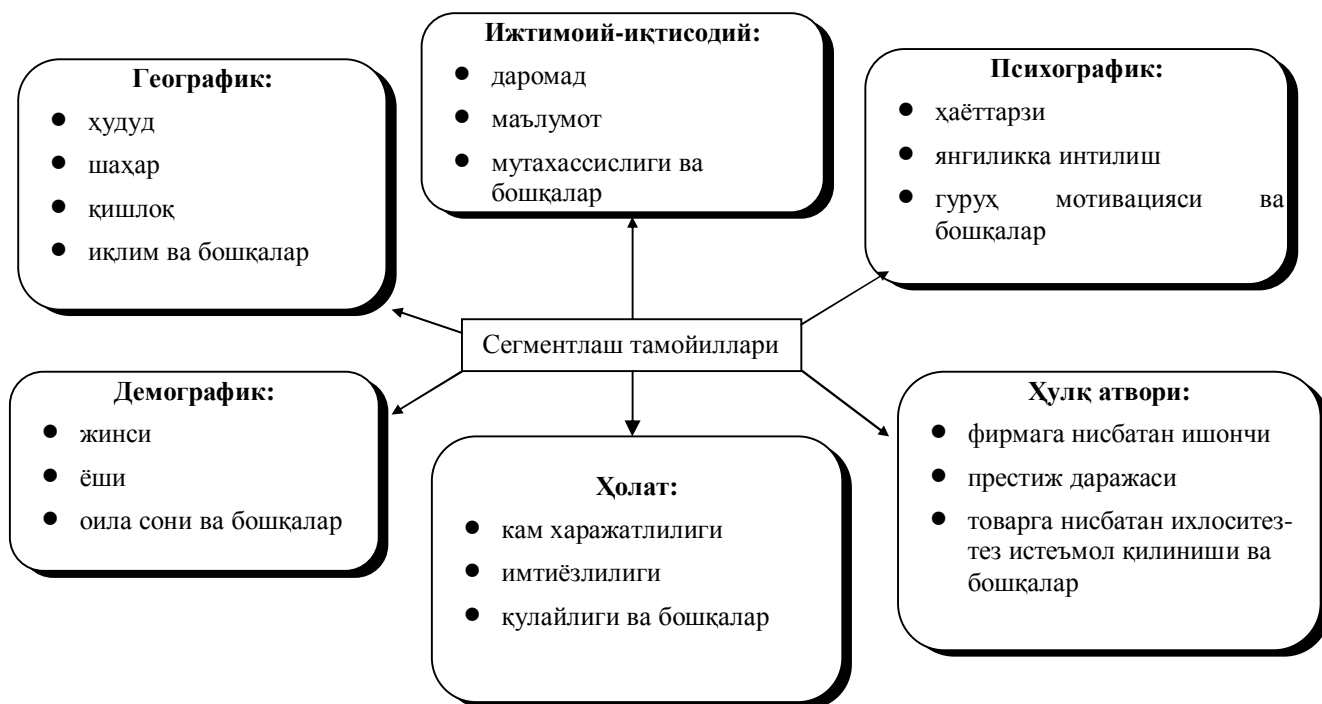 Географик:
ҳудуд
шаҳар
қишлоқ
иқлим ва бошқалар
Ижтимоий-иқтисодий:
даромад
маълумот
мутахассислиги ва
бошқалар
Психографик:
ҳаёттарзи
янгиликка интилиш
гуруҳ мотивацияси ва
бошқалар
Сегментлаш тамойиллари
Демографик:
жинси
ёши
оила сони ва бошқалар
Ҳолат:
кам харажатлилиги
имтиёзлилиги
қулайлиги ва бошқалар
Ҳулқ атвори:
фирмага нисбатан ишончи
престиж даражаси
товарга нисбатан ихлоситез-
тез истеъмол қилиниши ва
бошқалар